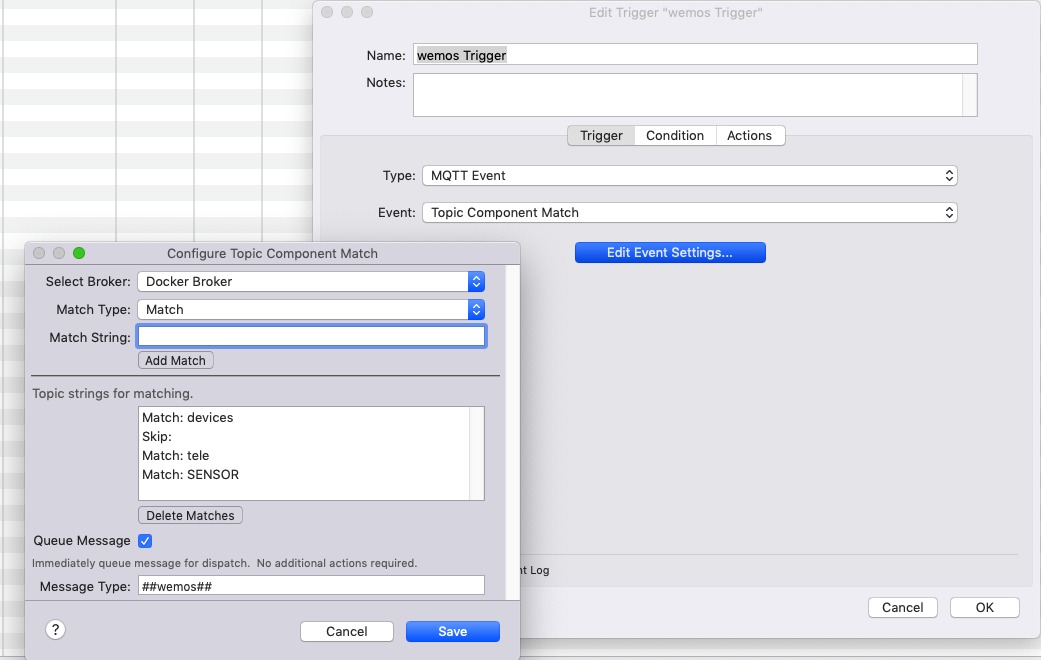 Edit Trigger "wemos Trigger"
Name: wemos Trigger
Notes:
Trigger Condition Actions
Type: MQTT Event
Event: Topic Component Match
Edit Event Settings...
Configure Topic Component Match
Select Broker: Docker Broker
Match Type: Match
Match String:
Add Match
Topic strings for matching.
Match: devices
Skip:
Match: tele
Match: SENSOR
Delete Matches
Queue Message
Immediately queue message for dispatch. No additional actions required.
Message Type: ##wemos##
? Cancel Save
Log
Cancel OK